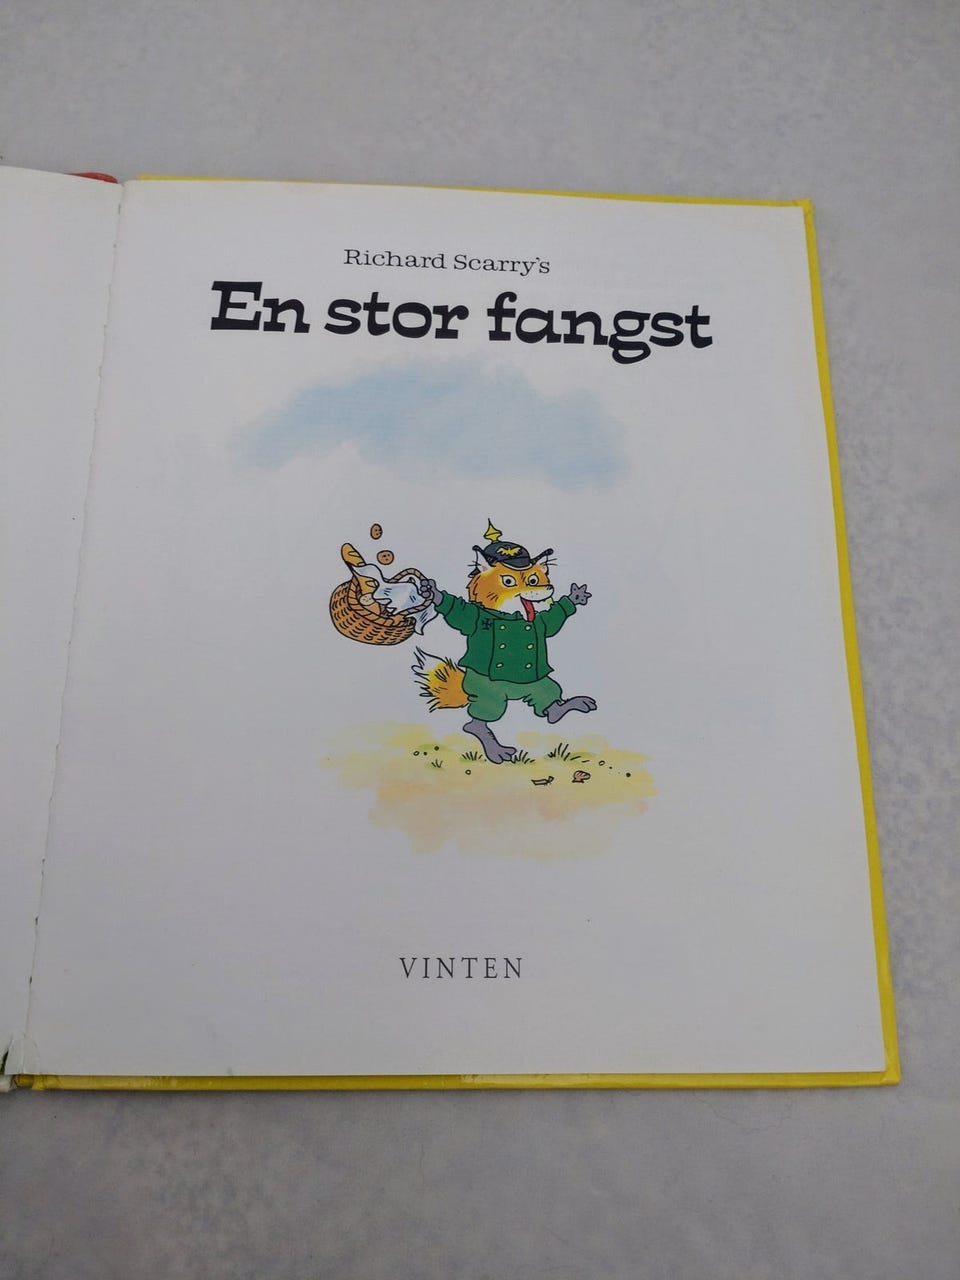 Richard Scarry's
En stor fangst
VINTEN